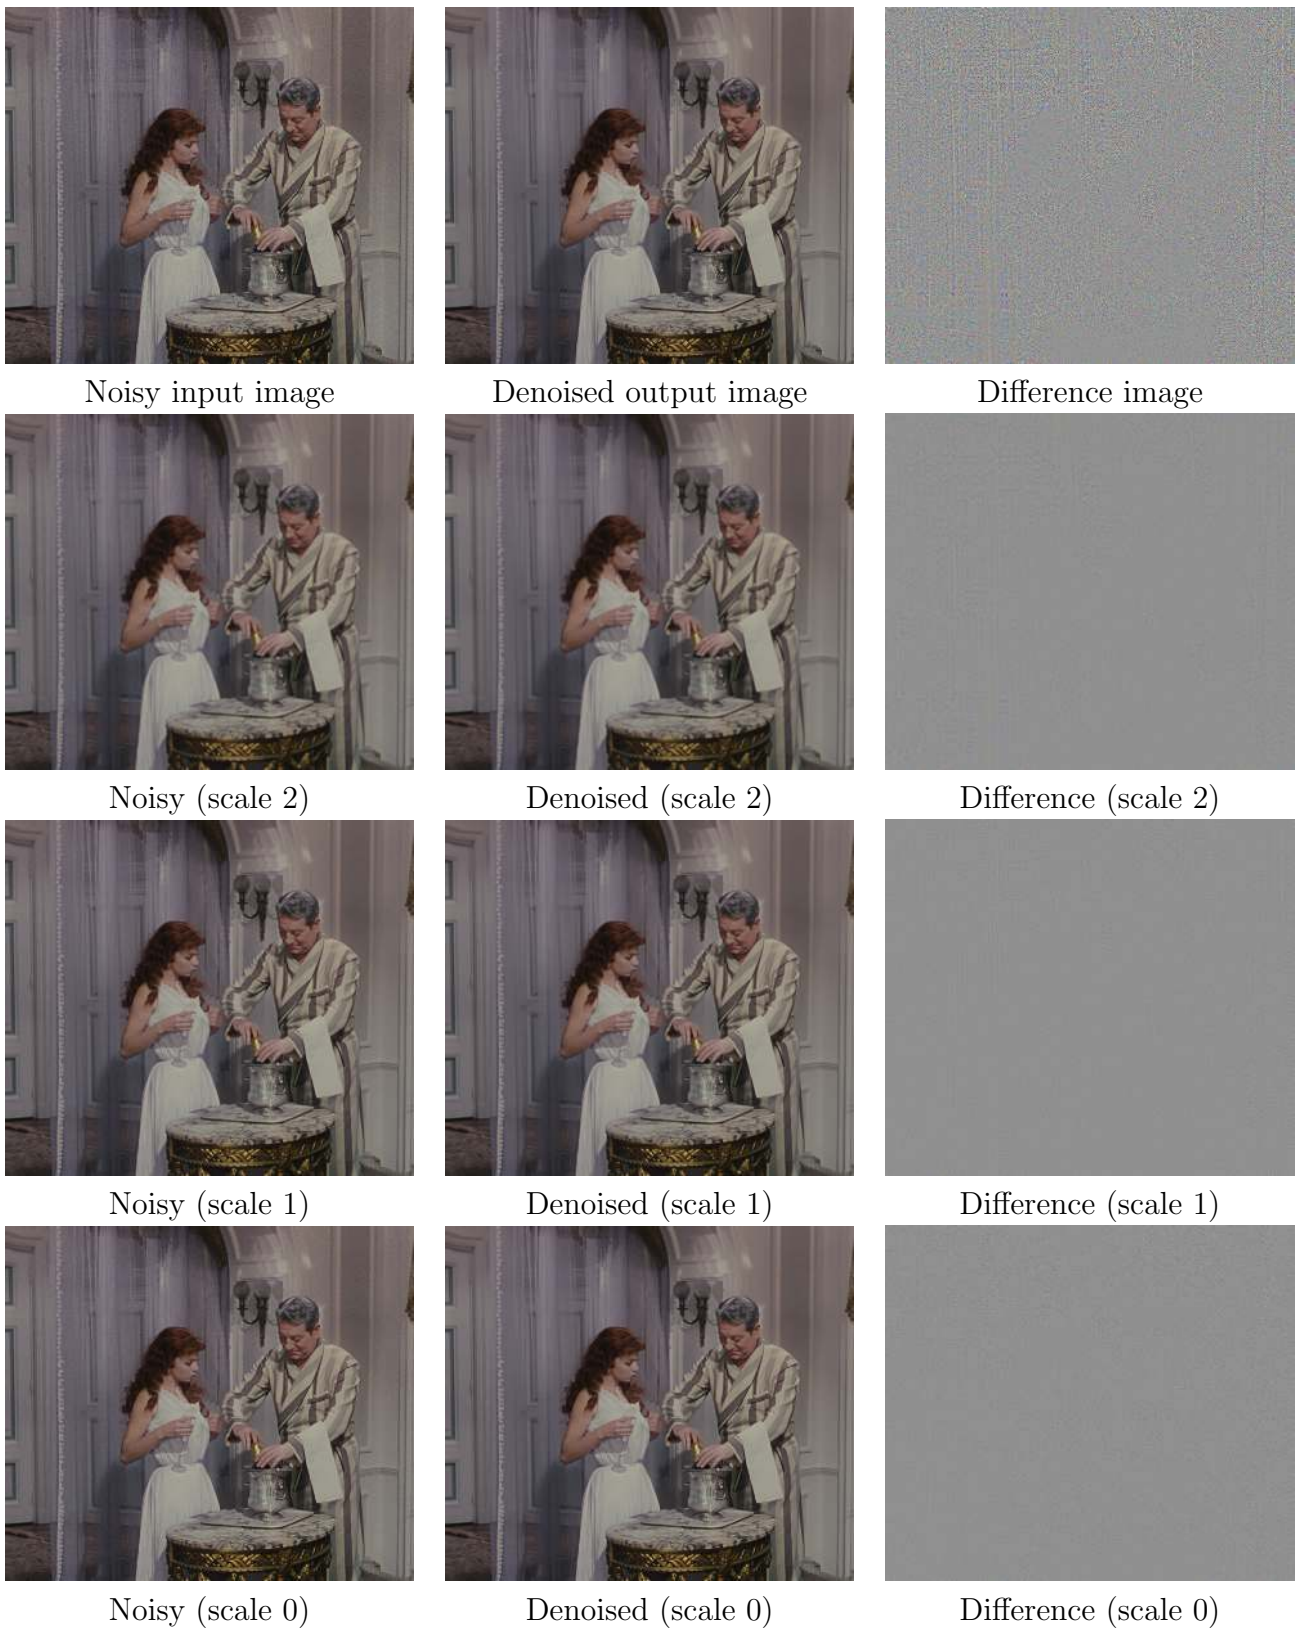 Noisy input image Denoised output image Difference image
Noisy (scale 2) Denoised (scale 2) Difference (scale 2)
Noisy (scale 1) Denoised (scale 1) Difference (scale 1)
Noisy (scale 0) Denoised (scale 0) Difference (scale 0)